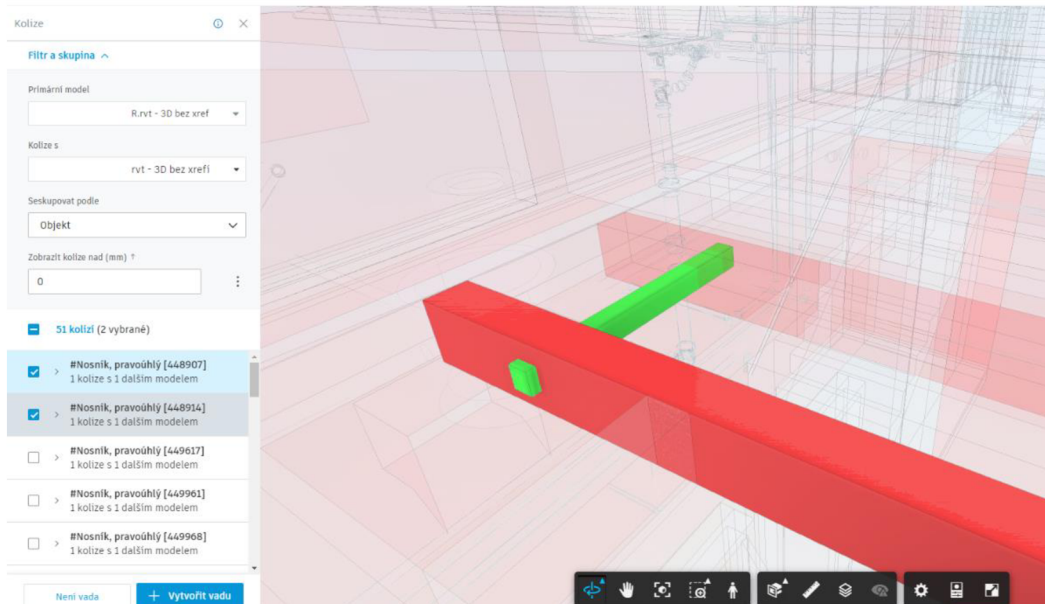 Kolize
Filtr a skupina
Primární model
R.rvt - 3D bez xref
Kolize s
rvt - 3D bez xrefi
Seskupovat podle
Objekt
Zobrazit kolize nad (mm) ↑
0
51 kolizí (2 vybrané)
#Nosník, pravoúhlý [448907]
1 kolize s 1 dalším modelem
#Nosník, pravoúhlý [448914]
1 kolize s 1 dalším modelem
#Nosník, pravoúhlý [449617]
1 kolize s 1 dalším modelem
#Nosník, pravoúhlý [449961]
1 kolize s 1 dalším modelem
#Nosník, pravoúhlý [449968]
1 kolize s 1 dalším modelem
Není vada
+ Vytvořit vadu